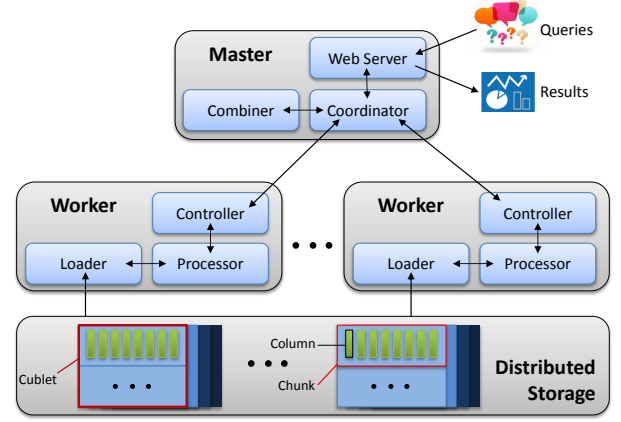 Queries
Master
Web Server
Results
Combiner
Coordinator
Worker
Controller
Loader
Processor
Worker
Controller
Loader
Processor
Column
Cublet
Chunk
Distributed
Storage